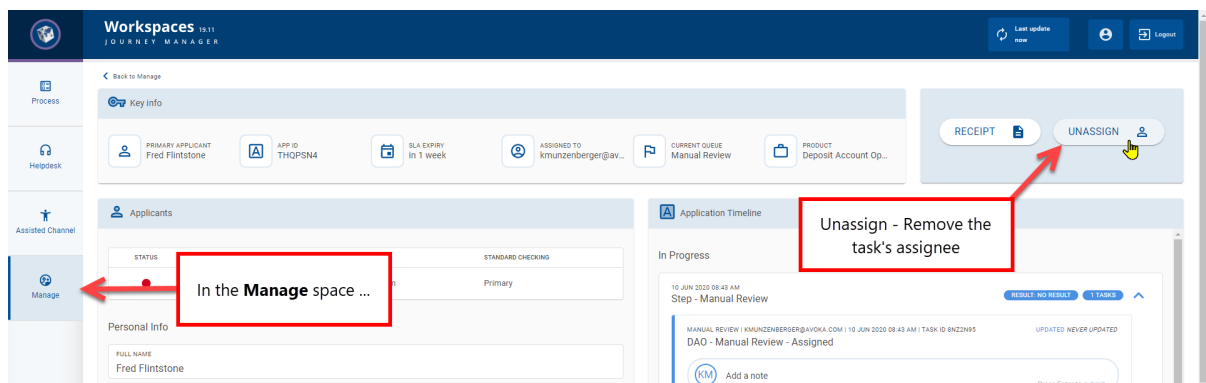 Workspaces 19.11
JOURNEY MANAGER
Last update
now
Logout
Process
Helpdesk
Assisted Channel
Manage
Back to Manage
Key info
PRIMARY APPLICANT
Fred Flintstone
APP ID
THQPSN4
SLA EXPIRY
in 1 week
ASSIGNED TO
kmunzenberger@av...
CURRENT QUEUE
Manual Review
PRODUCT
Deposit Account Op...
RECEIPT
UNASSIGN
Unassign - Remove the
task's assignee
Applicants
STATUS
STANDARD CHECKING
Primary
In the Manage space ...
Personal Info
FULL NAME
Fred Flintstone
Application Timeline
In Progress
10 JUN 2020 08:43 AM
Step - Manual Review
RESULT: NO RESULT
1 TASKS
MANUAL REVIEW | KMUNZENBERGER@AVOKA.COM | 10 JUN 2020 08:43 AM | TASK ID 8NZ2N95
UPDATED NEVER UPDATED
DAO - Manual Review - Assigned
KM
Add a note